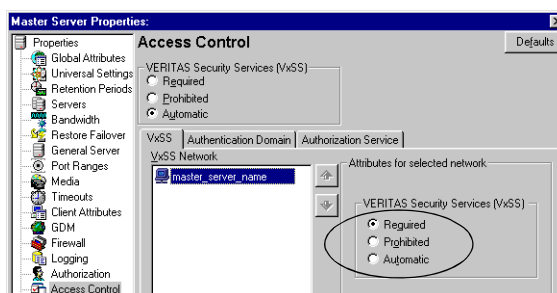 Master Server Properties:
Properties
Global Attributes
Universal Settings
Retention Periods
Servers
Bandwidth
Restore Failover
General Server
Port Ranges
Media
Timeouts
Client Attributes
GDM
Firewall
Logging
Authorization
Access Control
Access Control
Defaults
VERITAS Security Services (VxSS)
Required
Prohibited
Automatic
VxSS Authentication Domain Authorization Service
VxSS Network
master_server_name
Attributes for selected network
VERITAS Security Services (VxSS)
Required
Prohibited
Automatic